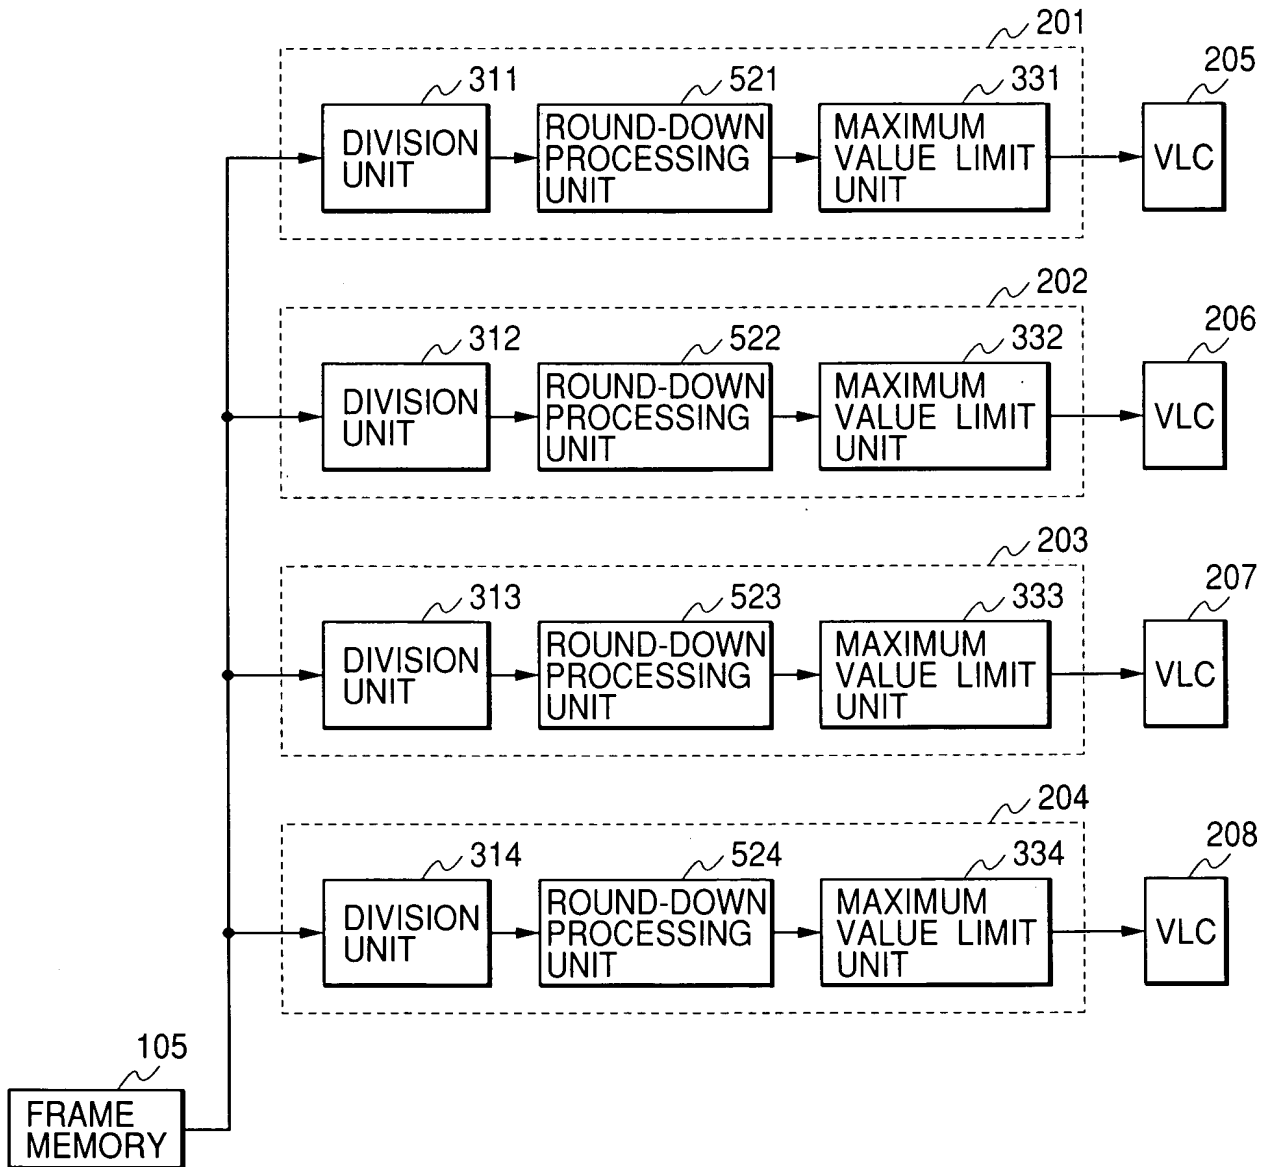 201
311
521
331
205
DIVISION
UNIT
ROUND-DOWN
PROCESSING
UNIT
MAXIMUM
VALUE LIMIT
UNIT
VLC
202
312
522
332
206
DIVISION
UNIT
ROUND-DOWN
PROCESSING
UNIT
MAXIMUM
VALUE LIMIT
UNIT
VLC
203
313
523
333
207
DIVISION
UNIT
ROUND-DOWN
PROCESSING
UNIT
MAXIMUM
VALUE LIMIT
UNIT
VLC
204
314
524
334
208
DIVISION
UNIT
ROUND-DOWN
PROCESSING
UNIT
MAXIMUM
VALUE LIMIT
UNIT
VLC
105
FRAME
MEMORY